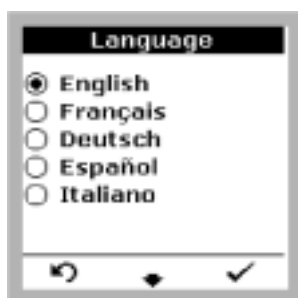 Language
English
Français
Deutsch
Español
Italiano